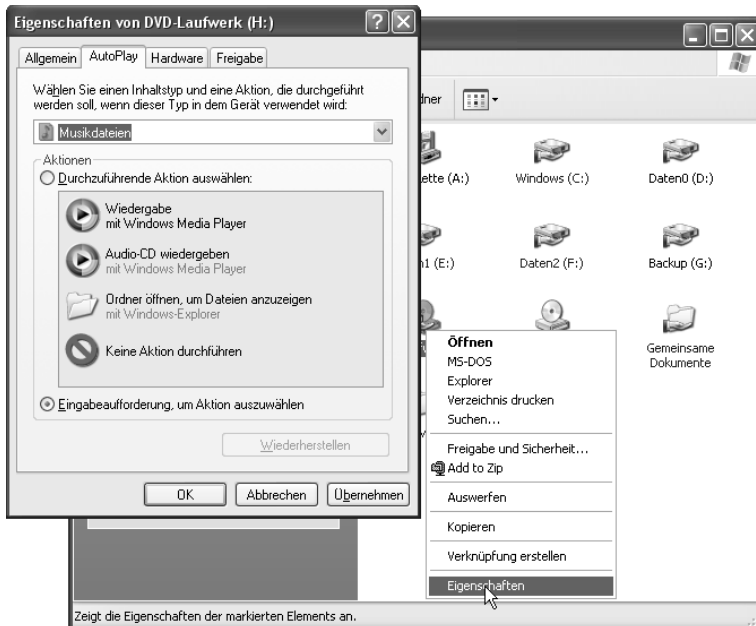 Eigenschaften von DVD-Laufwerk (H:)
Allgemein AutoPlay Hardware Freigabe
Wählen Sie einen Inhaltstyp und eine Aktion, die durchgeführt
werden soll, wenn dieser Typ in dem Gerät verwendet wird:
Musikdateien
Aktionen
Durchzuführende Aktion auswählen:
Wiedergabe
mit Windows Media Player
Audio-CD wiedergeben
mit Windows Media Player
Ordner öffnen, um Dateien anzuzeigen
mit Windows-Explorer
Keine Aktion durchführen
Eingabeaufforderung, um Aktion auszuwählen
Wiederherstellen
OK Abbrechen Übernehmen
(A:) Windows (C:) Daten0 (D:)
(E:) Daten2 (F:) Backup (G:)
Gemeinsame
Dokumente
Öffnen
MS-DOS
Explorer
Verzeichnis drucken
Suchen...
Freigabe und Sicherheit...
Add to Zip
Auswerfen
Kopieren
Verknüpfung erstellen
Eigenschaften
Zeigt die Eigenschaften der markierten Elements an.